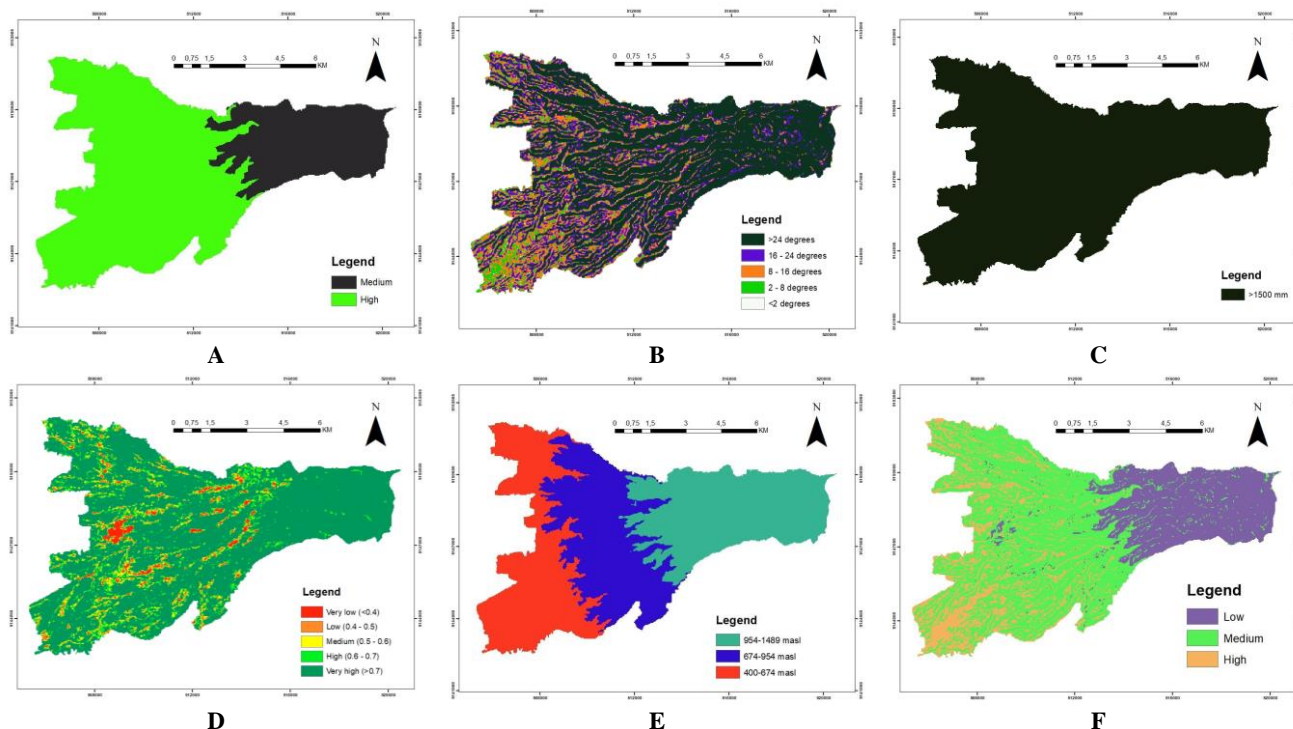 N
0 0,75 1,5 3 4,5 6
KM
Legend
Medium
High
A
N
0 0,75 1,5 3 4,5 6
KM
Legend
>24 degrees
16 - 24 degrees
8 - 16 degrees
2 - 8 degrees
<2 degrees
B
N
0 0,75 1,5 3 4,5 6
KM
Legend
>1500 mm
C
N
0 0,75 1,5 3 4,5 6
KM
Legend
Very low (<0.4)
Low (0.4 - 0.5)
Medium (0.5 - 0.6)
High (0.6 - 0.7)
Very high (>0.7)
D
N
0 0,75 1,5 3 4,5 6
KM
Legend
954-1489 masl
674-954 masl
400-674 masl
E
N
0 0,75 1,5 3 4,5 6
KM
Legend
Low
Medium
High
F